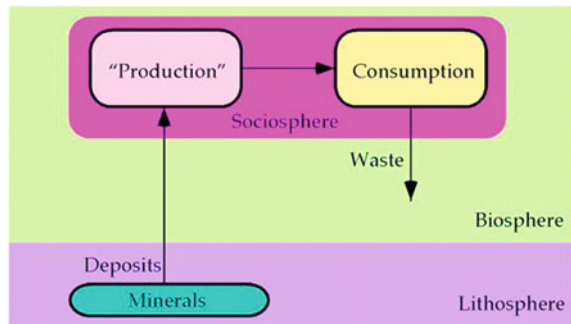 “Production”
Consumption
Sociosphere
Waste
Biosphere
Deposits
Minerals
Lithosphere